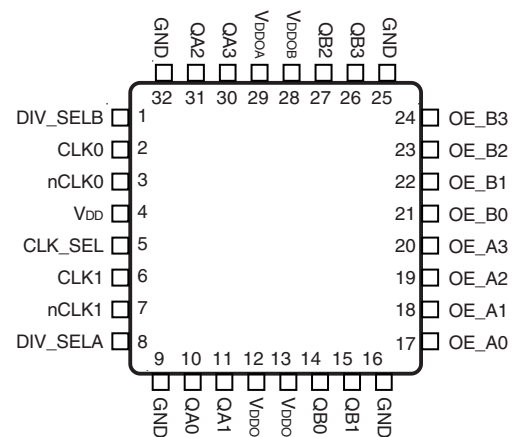 GND QA2 QA3 VDDOA VDDOB QB2 QB3 GND
32 31 30 29 28 27 26 25
DIV_SELB 1 24 OE_B3
CLK0 2 23 OE_B2
nCLK0 3 22 OE_B1
VDD 4 21 OE_B0
CLK_SEL 5 20 OE_A3
CLK1 6 19 OE_A2
nCLK1 7 18 OE_A1
DIV_SELA 8 17 OE_A0
9 10 11 12 13 14 15 16
GND QA0 QA1 VDDO VDDO QB0 QB1 GND